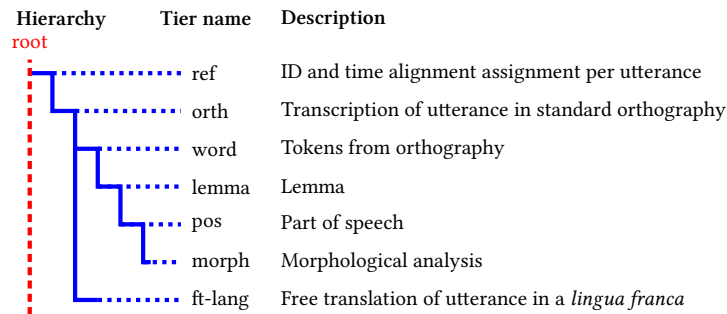 Hierarchy Tier name Description
root
ref ID and time alignment assignment per utterance
orth Transcription of utterance in standard orthography
word Tokens from orthography
lemma Lemma
pos Part of speech
morph Morphological analysis
ft-lang Free translation of utterance in a lingua franca